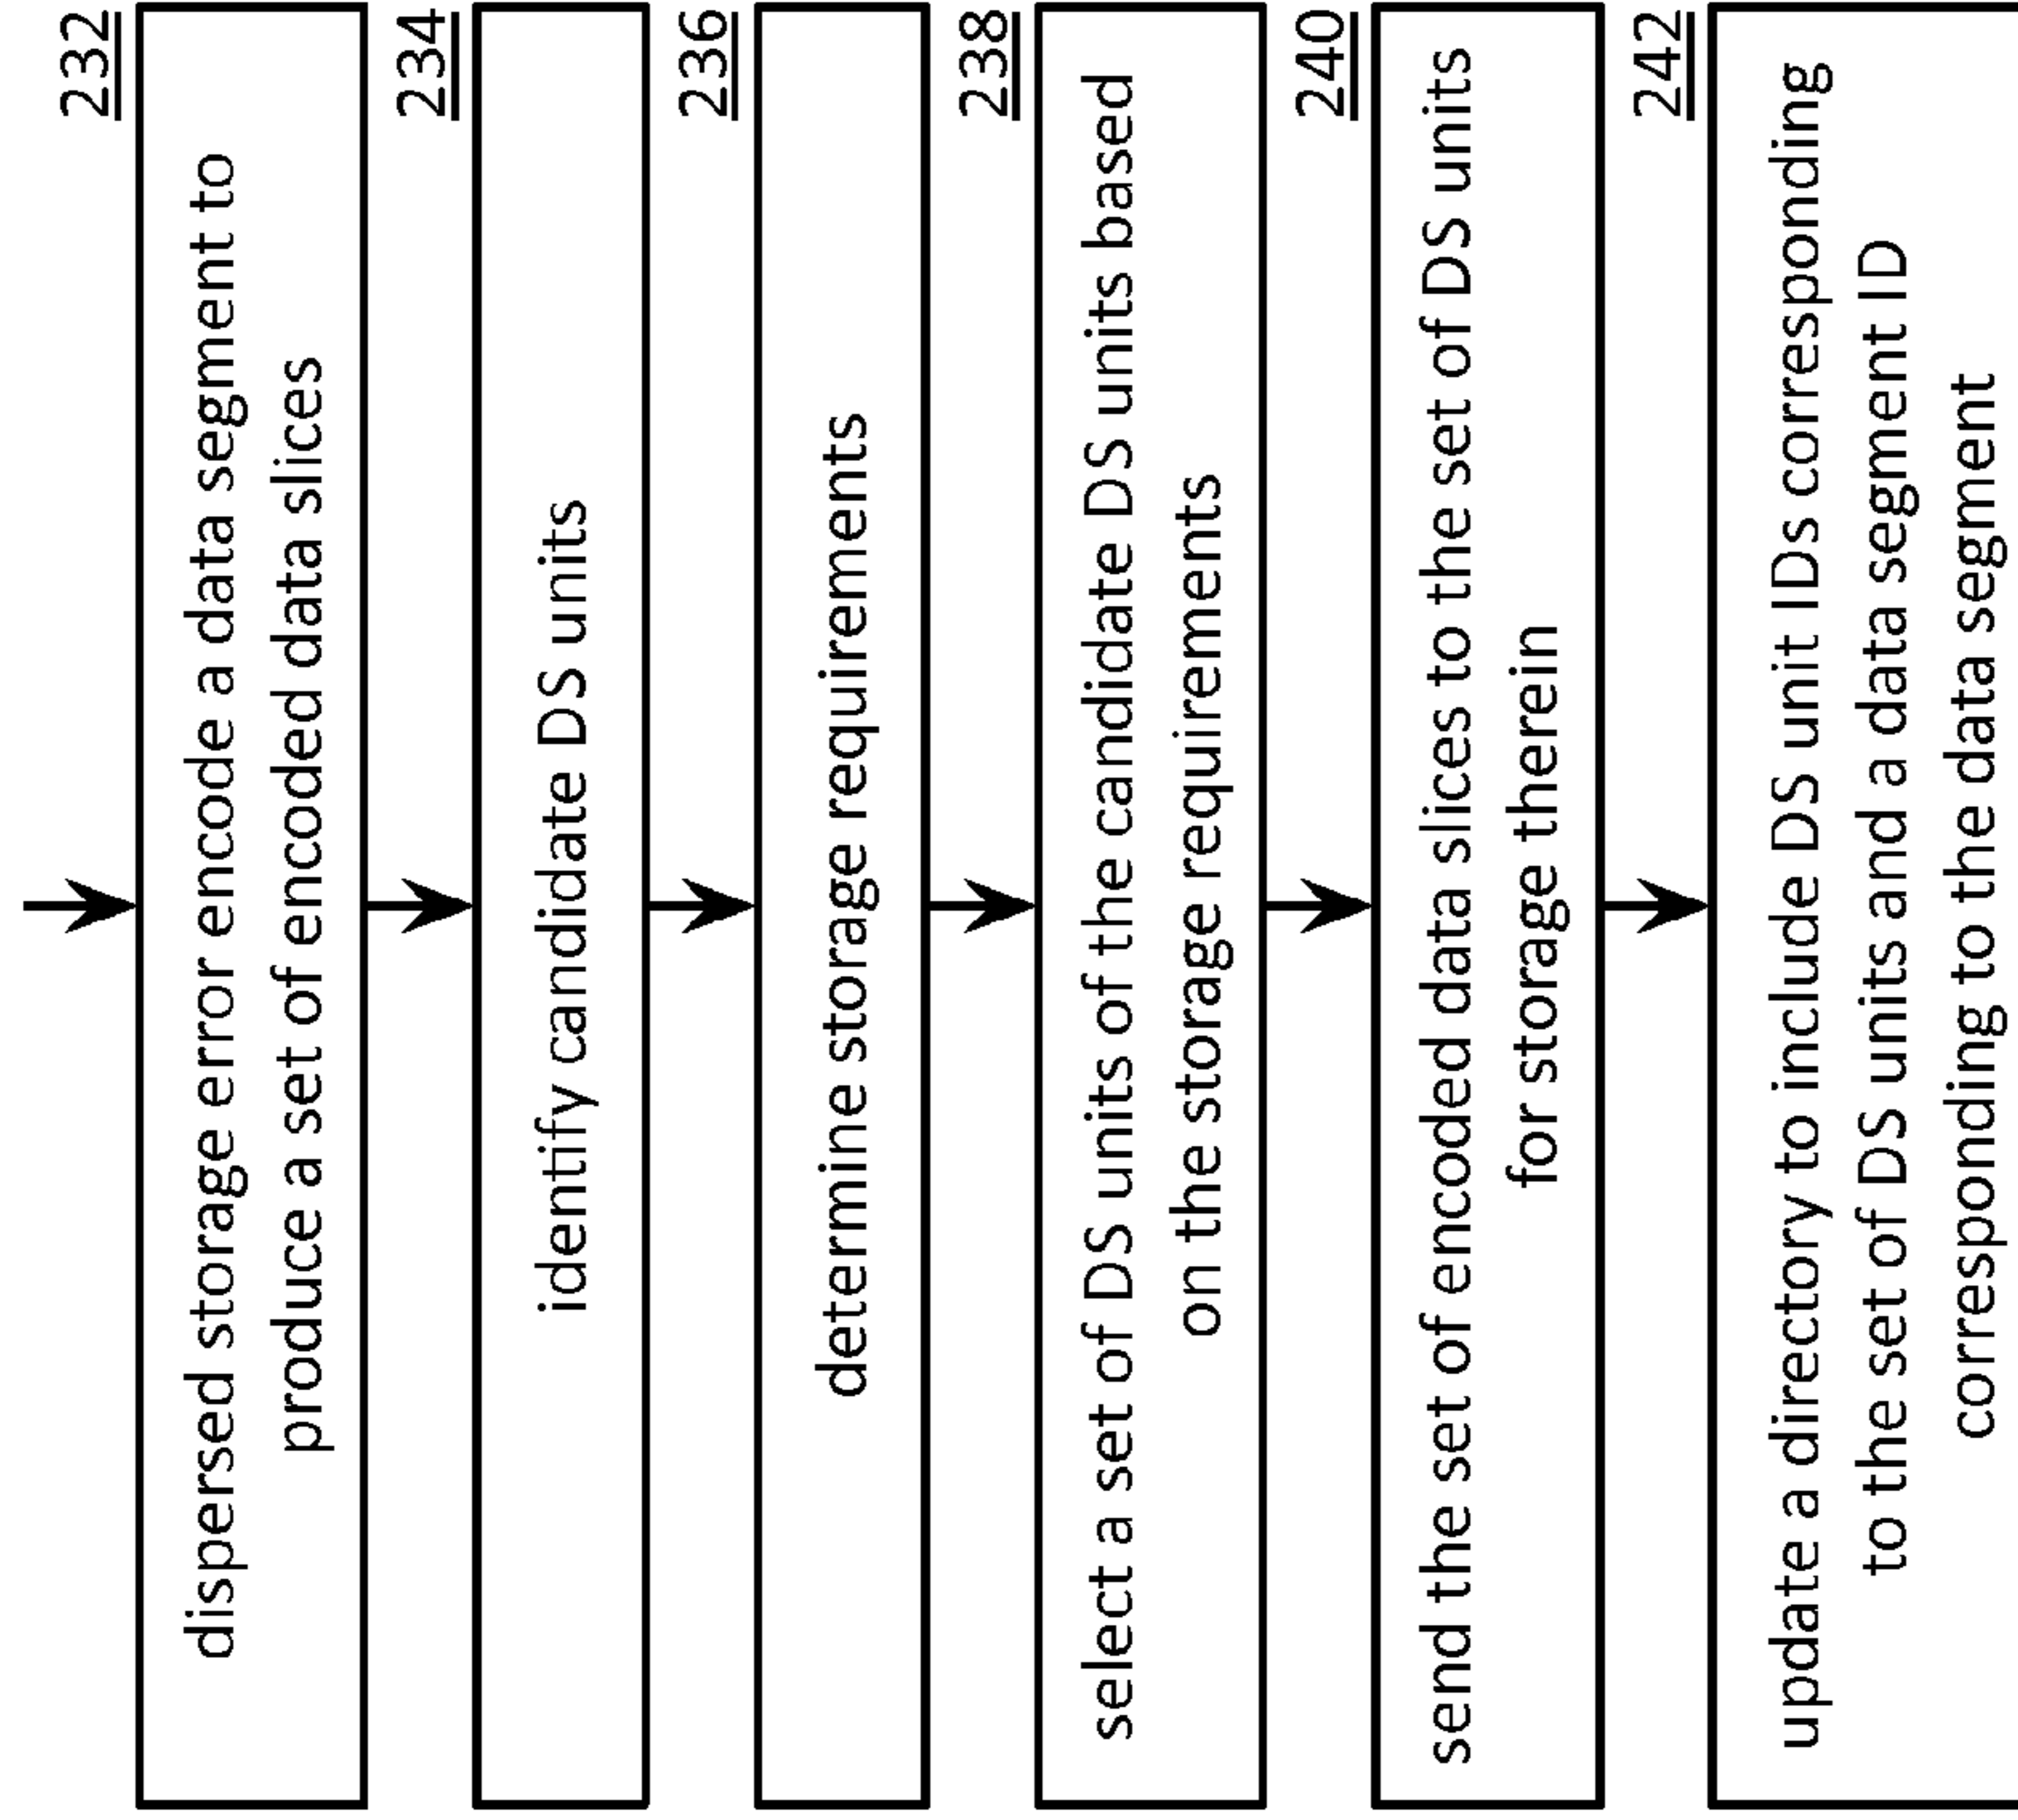 232
dispersed storage error encode a data segment to
produce a set of encoded data slices
234
identify candidate DS units
236
determine storage requirements
238
select a set of DS units of the candidate DS units based
on the storage requirements
240
send the set of encoded data slices to the set of DS units
for storage therein
242
update a directory to include DS unit IDs corresponding
to the set of DS units and a data segment ID
corresponding to the data segment